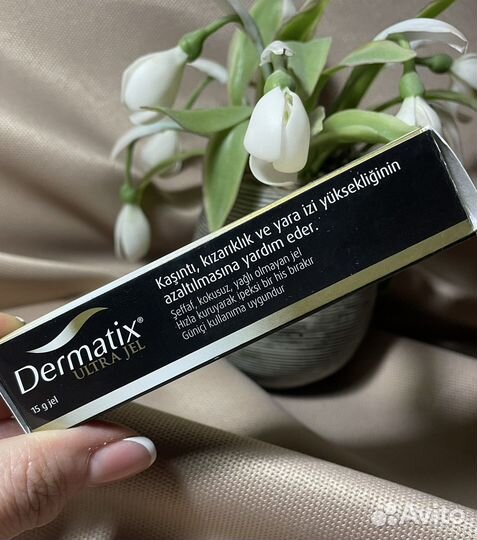 Dermatix®
ULTRA JEL
15 g jel
Kaşıntı, kızarıklık ve yara izi yüksekliğinin
azaltılmasına yardım eder.
Şeffaf, kokusuz, yağlı olmayan jel
Hızla kuruyarak ipeksi bir his bırakır
Güniçi kullanıma uygundur
Avito